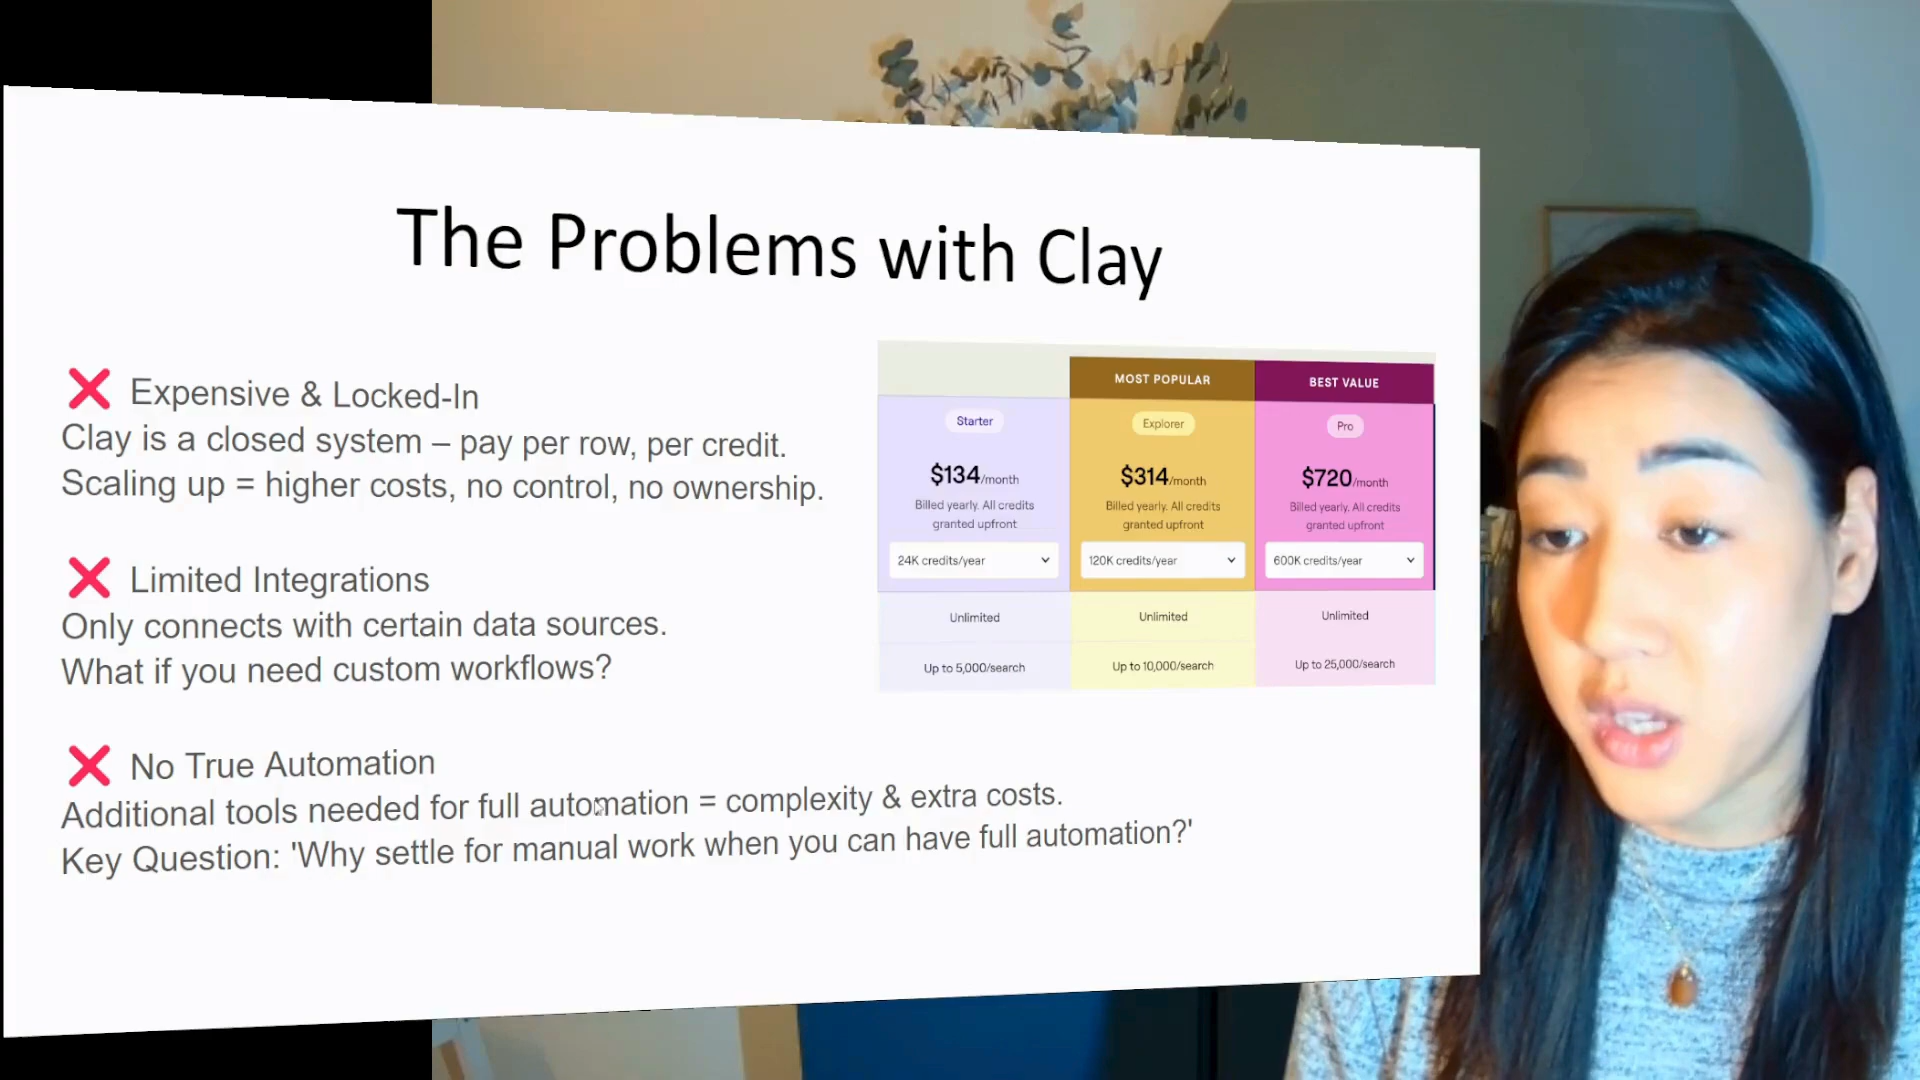 The Problems with Clay
❌ Expensive & Locked-In
Clay is a closed system – pay per row, per credit.
Scaling up = higher costs, no control, no ownership.
❌ Limited Integrations
Only connects with certain data sources.
What if you need custom workflows?
❌ No True Automation
Additional tools needed for full automation = complexity & extra costs.
Key Question: 'Why settle for manual work when you can have full automation?'
MOST POPULAR
BEST VALUE
Starter
Explorer
Pro
$134/month
$314/month
$720/month
Billed yearly. All credits
granted upfront
Billed yearly. All credits
granted upfront
Billed yearly. All credits
granted upfront
24K credits/year
120K credits/year
600K credits/year
Unlimited
Unlimited
Unlimited
Up to 5,000/search
Up to 10,000/search
Up to 25,000/search